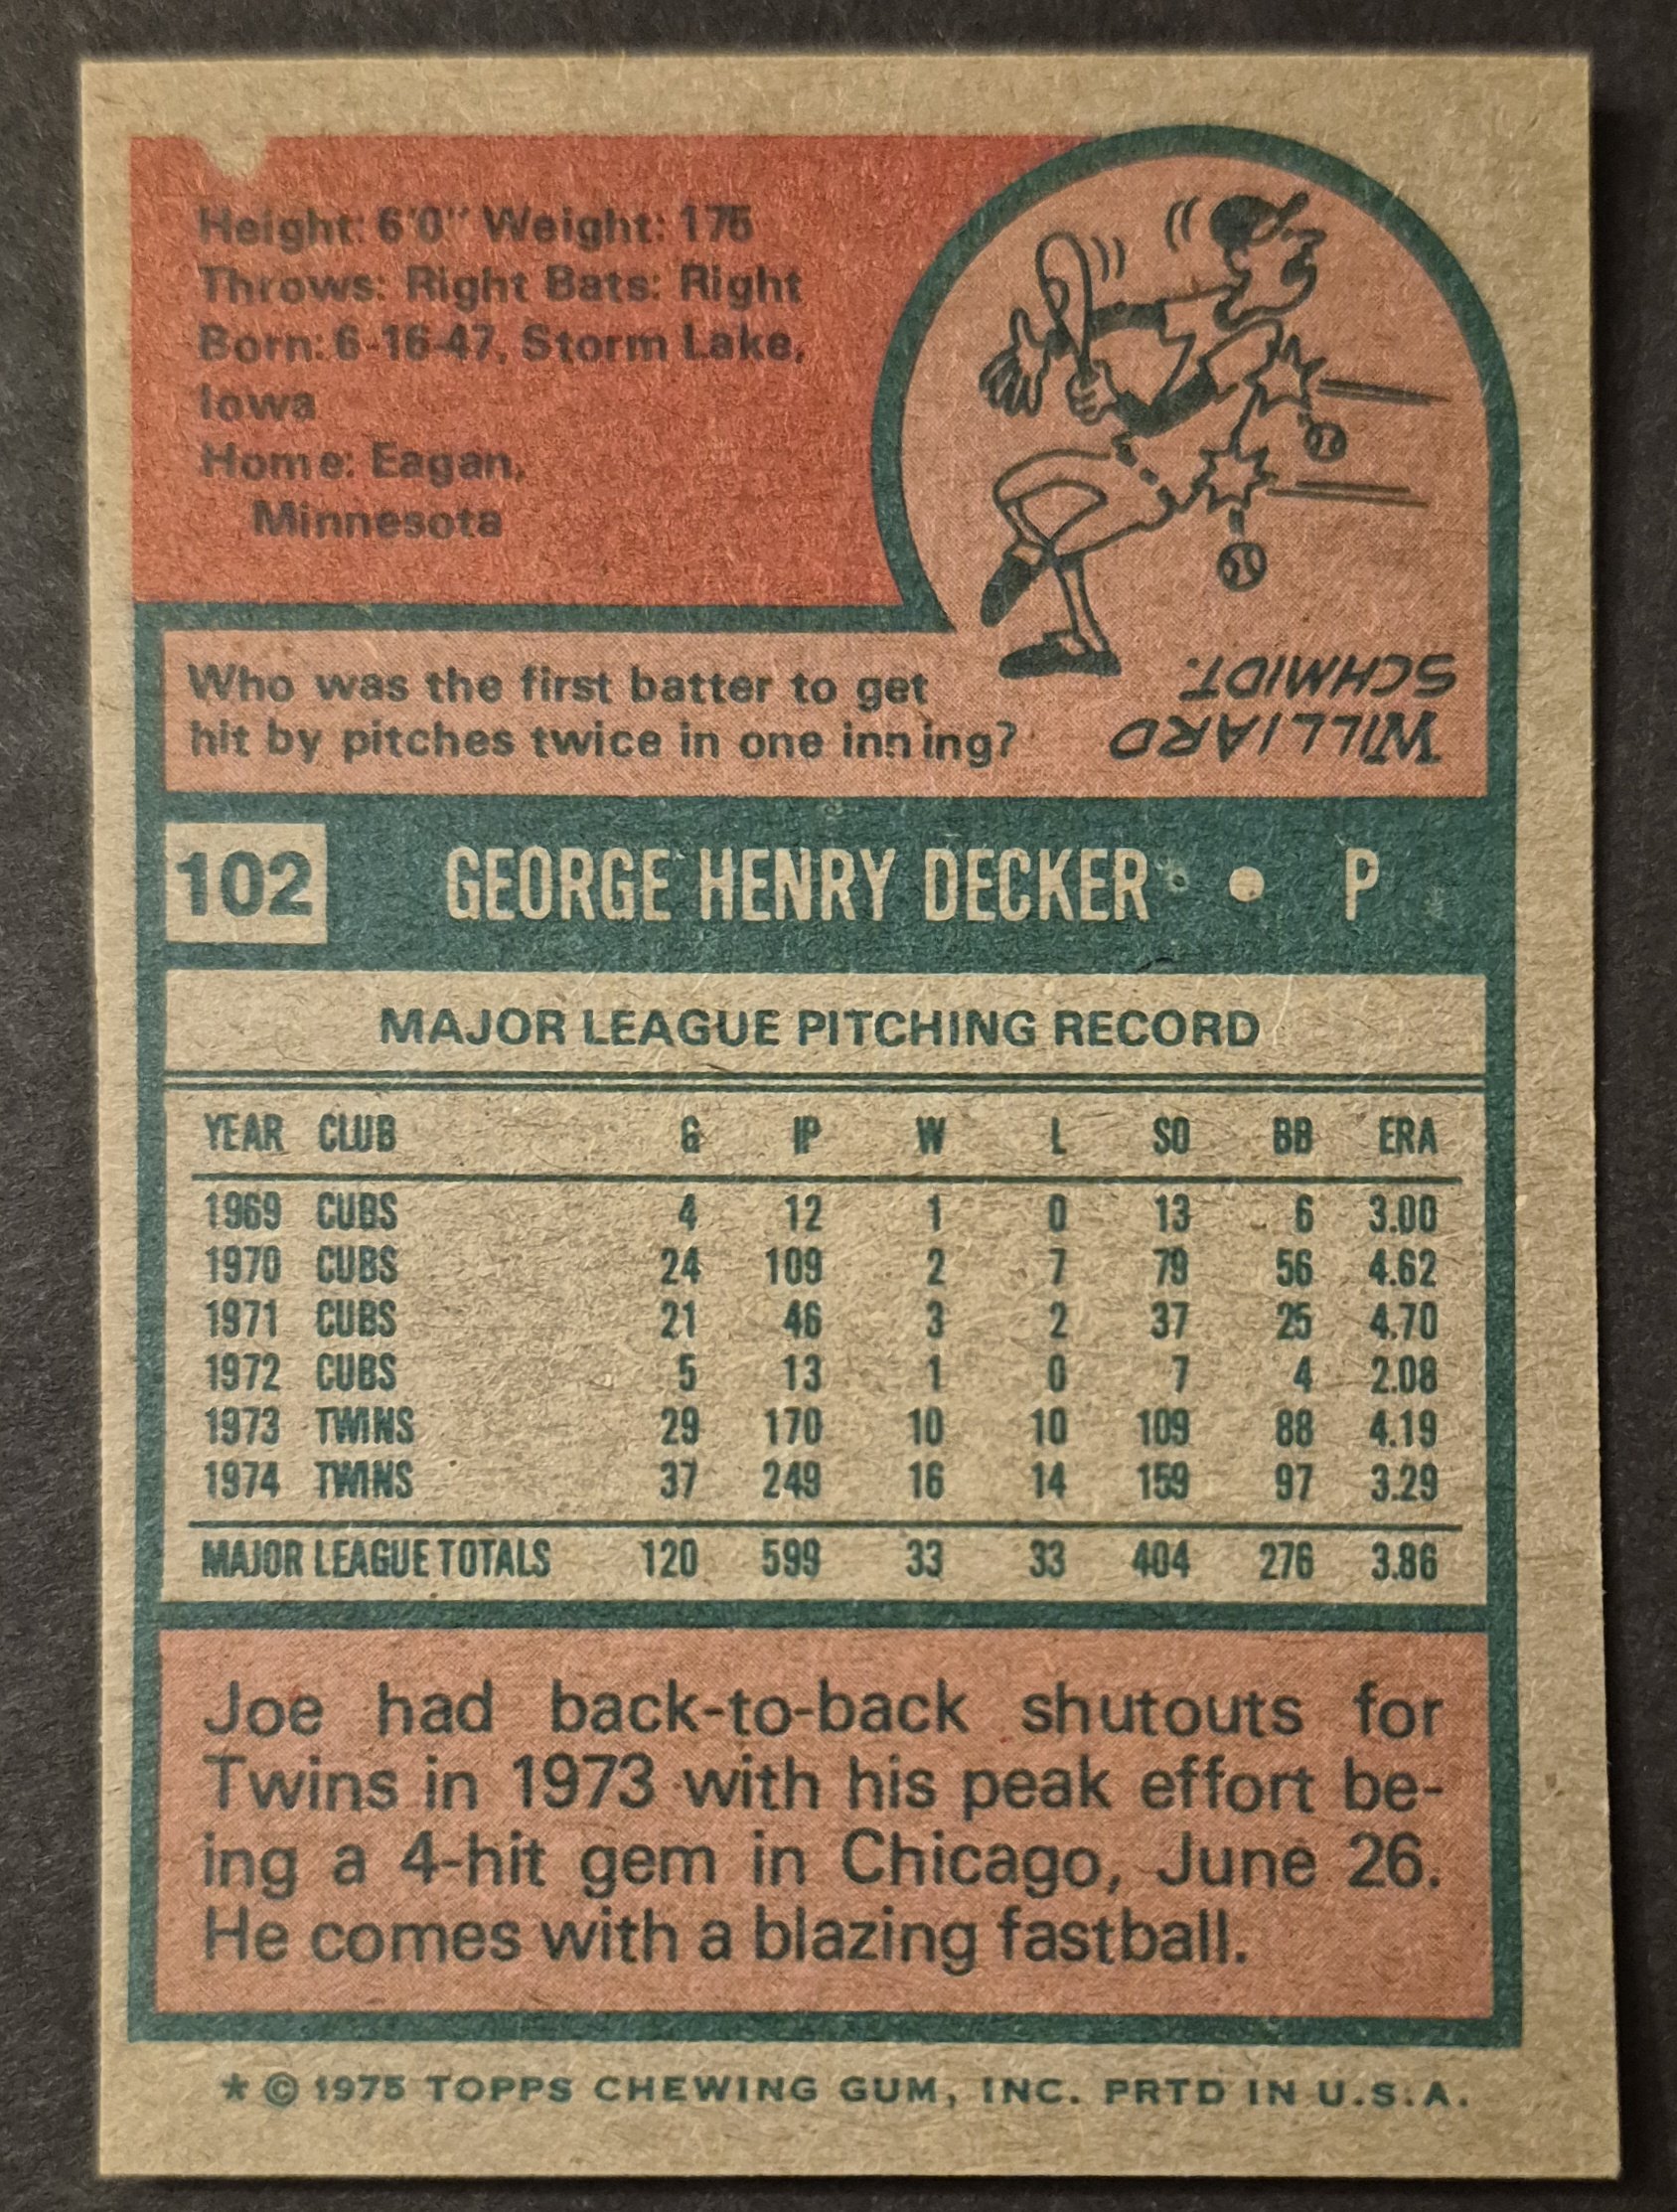 Height: 6'0" Weight: 175
Throws: Right Bats: Right
Born: 6-16-47, Storm Lake,
Iowa
Home: Eagan,
Minnesota
Who was the first batter to get
hit by pitches twice in one inning?
WILLIARD
SCHMIDT.
102 GEORGE HENRY DECKER • P
MAJOR LEAGUE PITCHING RECORD
YEAR CLUB G IP W L SO BB ERA
1969 CUBS 4 12 1 0 13 6 3.00
1970 CUBS 24 109 2 7 79 56 4.62
1971 CUBS 21 46 3 2 37 25 4.70
1972 CUBS 5 13 1 0 7 4 2.08
1973 TWINS 29 170 10 10 109 88 4.19
1974 TWINS 37 249 16 14 159 97 3.29
MAJOR LEAGUE TOTALS 120 599 33 33 404 276 3.86
Joe had back-to-back shutouts for
Twins in 1973 with his peak effort be-
ing a 4-hit gem in Chicago, June 26.
He comes with a blazing fastball.
* © 1975 TOPPS CHEWING GUM, INC. PRTD IN U.S.A.